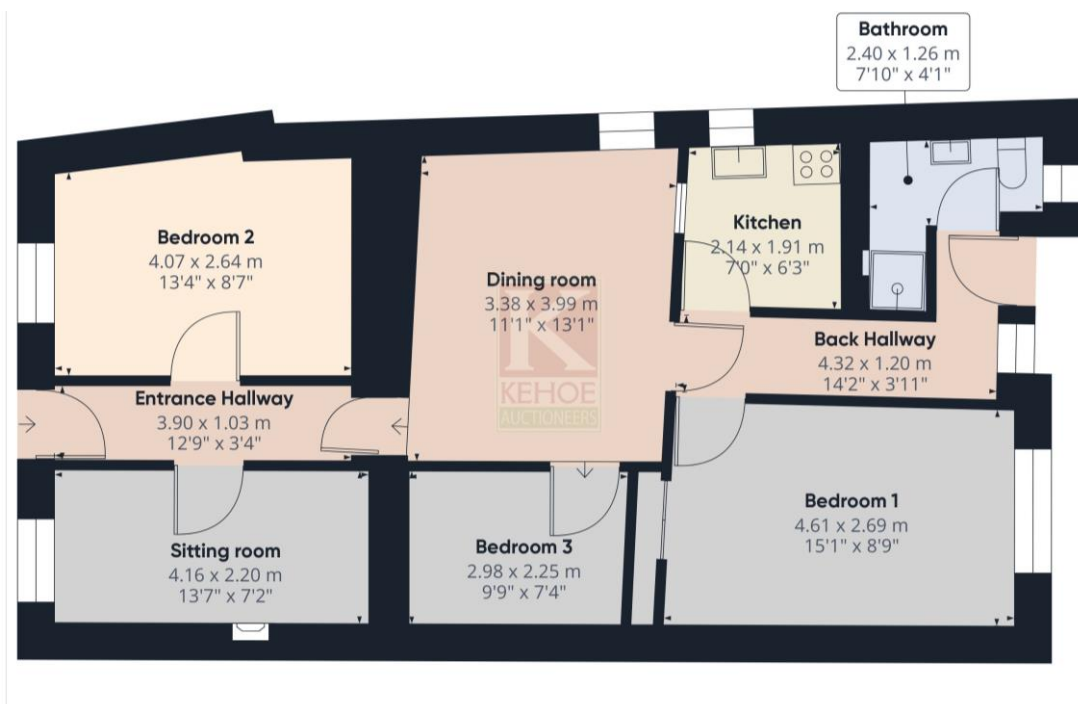 Bathroom
2.40 x 1.26 m
7'10" x 4'1"
Bedroom 2
4.07 x 2.64 m
13'4" x 8'7"
Kitchen
2.14 x 1.91 m
7'0" x 6'3"
Dining room
3.38 x 3.99 m
11'1" x 13'1"
K
KEHOE
AUCTIONEERS
Back Hallway
4.32 x 1.20 m
14'2" x 3'11"
Entrance Hallway
3.90 x 1.03 m
12'9" x 3'4"
Sitting room
4.16 x 2.20 m
13'7" x 7'2"
Bedroom 3
2.98 x 2.25 m
9'9" x 7'4"
Bedroom 1
4.61 x 2.69 m
15'1" x 8'9"